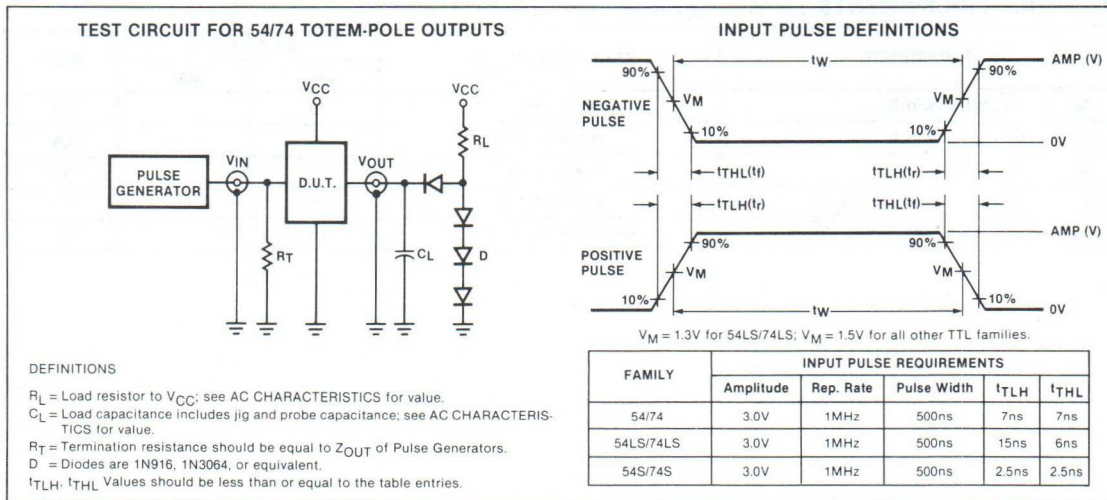 TEST CIRCUIT FOR 54/74 TOTEM-POLE OUTPUTS
VCC
VCC
RL
PULSE
GENERATOR
VIN
D.U.T.
VOUT
RT
CL
D
DEFINITIONS
RL = Load resistor to VCC; see AC CHARACTERISTICS for value.
CL = Load capacitance includes jig and probe capacitance; see AC CHARACTERIS-
TICS for value.
RT = Termination resistance should be equal to ZOUT of Pulse Generators.
D = Diodes are 1N916, 1N3064, or equivalent.
tTLH, tTHL Values should be less than or equal to the table entries.
INPUT PULSE DEFINITIONS
90% tW 90% AMP (V)
NEGATIVE
PULSE
VM VM
10% 10% 0V
tTHL(tf) tTLH(tr)
tTLH(tr) tTHL(tf)
90% 90% AMP (V)
POSITIVE
PULSE
VM VM
10% tW 10% 0V
VM = 1.3V for 54LS/74LS; VM = 1.5V for all other TTL families.
FAMILY INPUT PULSE REQUIREMENTS
Amplitude Rep. Rate Pulse Width tTLH tTHL
54/74 3.0V 1MHz 500ns 7ns 7ns
54LS/74LS 3.0V 1MHz 500ns 15ns 6ns
54S/74S 3.0V 1MHz 500ns 2.5ns 2.5ns